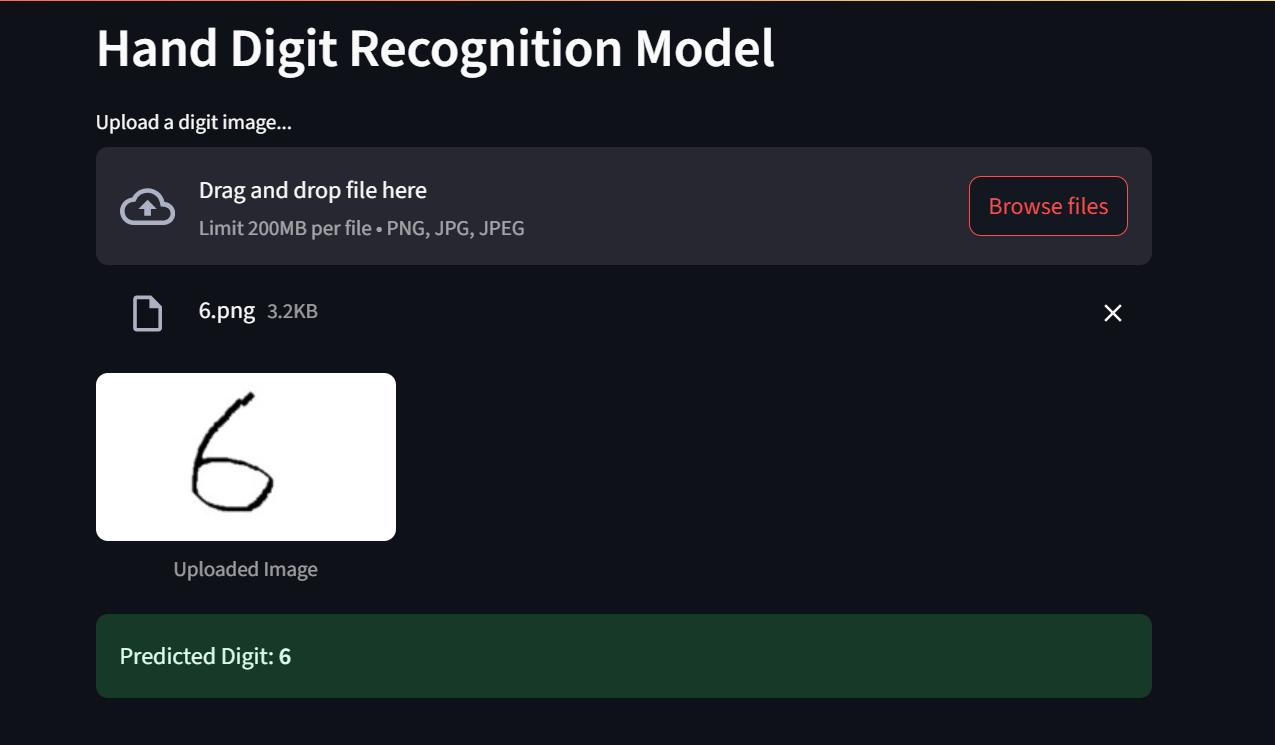 Hand Digit Recognition Model
Upload a digit image...
Drag and drop file here
Limit 200MB per file • PNG, JPG, JPEG
Browse files
6.png 3.2KB
6
Uploaded Image
Predicted Digit: 6